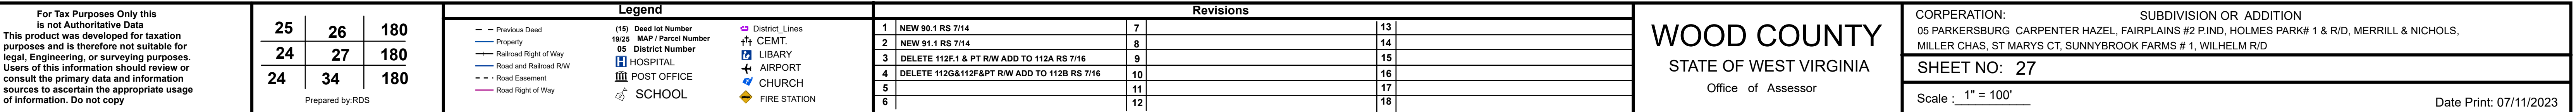 For Tax Purposes Only this
is not Authoritative Data
This product was developed for taxation
purposes and is therefore not suitable for
legal, Engineering, or surveying purposes.
Users of this information should review or
consult the primary data and information
sources to ascertain the appropriate usage
of information. Do not copy
25 26 180
24 27 180
24 34 180
Prepared by:RDS
Legend
Previous Deed
Property
Railroad Right of Way
Road and Railroad R/W
Road Easement
Road Right of Way
(15) Deed lot Number
19/25 MAP / Parcel Number
05 District Number
HOSPITAL
POST OFFICE
SCHOOL
District_Lines
CEMT.
LIBARY
AIRPORT
CHURCH
FIRE STATION
Revisions
1 NEW 90.1 RS 7/14
2 NEW 91.1 RS 7/14
3 DELETE 112F.1 & PT R/W ADD TO 112A RS 7/16
4 DELETE 112G&112F&PT R/W ADD TO 112B RS 7/16
5
6
7
8
9
10
11
12
13
14
15
16
17
18
WOOD COUNTY
STATE OF WEST VIRGINIA
Office of Assessor
CORPERATION: SUBDIVISION OR ADDITION
05 PARKERSBURG CARPENTER HAZEL, FAIRPLAINS #2 P.IND, HOLMES PARK# 1 & R/D, MERRILL & NICHOLS,
MILLER CHAS, ST MARYS CT, SUNNYBROOK FARMS # 1, WILHELM R/D
SHEET NO: 27
Scale : 1" = 100'
Date Print: 07/11/2023